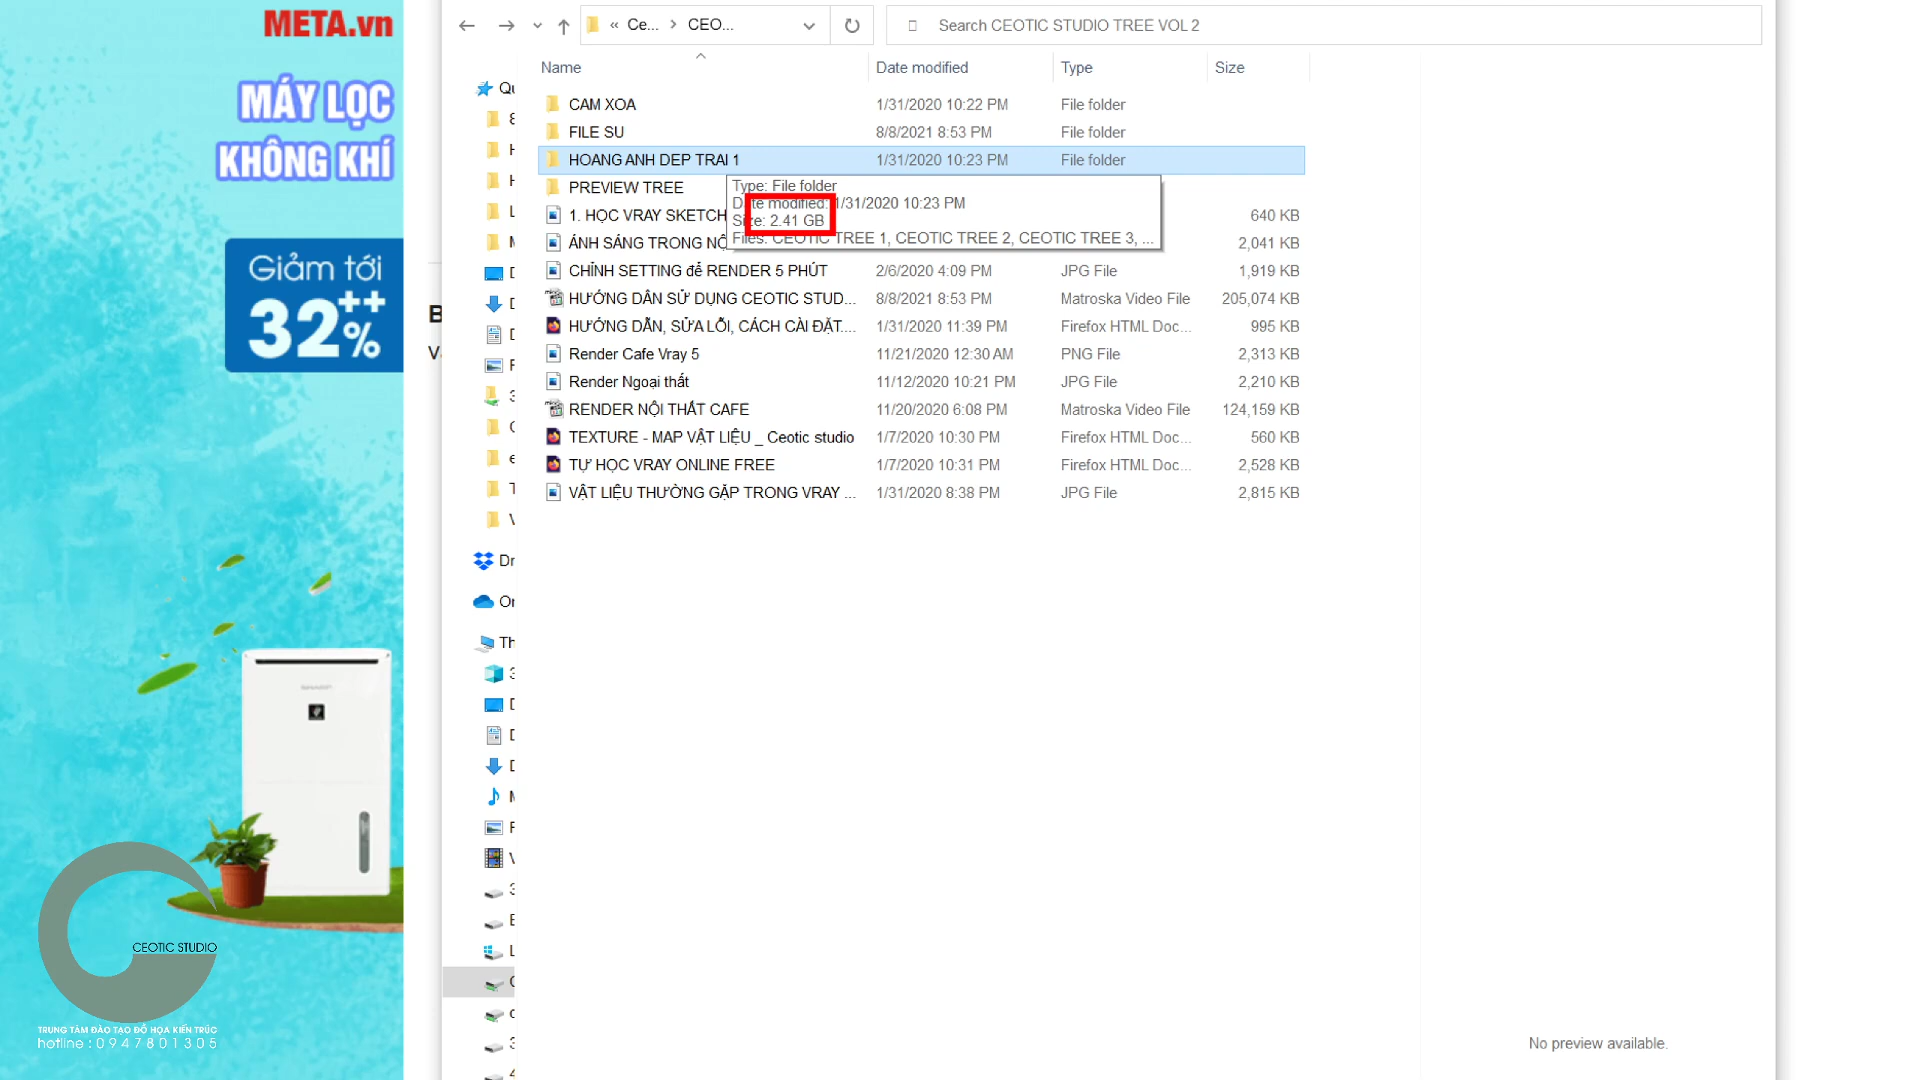 META.vn
MÁY LỌC
KHÔNG KHÍ
Giảm tới
32++%
CEOTIC STUDIO
TRUNG TÂM ĐÀO TẠO ĐỒ HỌA KIẾN TRÚC
hotline : 0 9 4 7 8 0 1 3 0 5
« Ce... > CEO...
Search CEOTIC STUDIO TREE VOL 2
Name Date modified Type Size
CAM XOA 1/31/2020 10:22 PM File folder
FILE SU 8/8/2021 8:53 PM File folder
HOANG ANH DEP TRAI 1 1/31/2020 10:23 PM File folder
PREVIEW TREE
Type: File folder
Date modified: 1/31/2020 10:23 PM
Size: 2.41 GB
Files: CEOTIC TREE 1, CEOTIC TREE 2, CEOTIC TREE 3, ...
1. HỌC VRAY SKETCH 640 KB
ÁNH SÁNG TRONG NỘ 2,041 KB
CHỈNH SETTING để RENDER 5 PHÚT 2/6/2020 4:09 PM JPG File 1,919 KB
HƯỚNG DẪN SỬ DỤNG CEOTIC STUD... 8/8/2021 8:53 PM Matroska Video File 205,074 KB
HƯỚNG DẪN, SỬA LỖI, CÁCH CÀI ĐẶT.... 1/31/2020 11:39 PM Firefox HTML Doc... 995 KB
Render Cafe Vray 5 11/21/2020 12:30 AM PNG File 2,313 KB
Render Ngoại thất 11/12/2020 10:21 PM JPG File 2,210 KB
RENDER NỘI THẤT CAFE 11/20/2020 6:08 PM Matroska Video File 124,159 KB
TEXTURE - MAP VẬT LIỆU _ Ceotic studio 1/7/2020 10:30 PM Firefox HTML Doc... 560 KB
TỰ HỌC VRAY ONLINE FREE 1/7/2020 10:31 PM Firefox HTML Doc... 2,528 KB
VẬT LIỆU THƯỜNG GẶP TRONG VRAY ... 1/31/2020 8:38 PM JPG File 2,815 KB
No preview available.